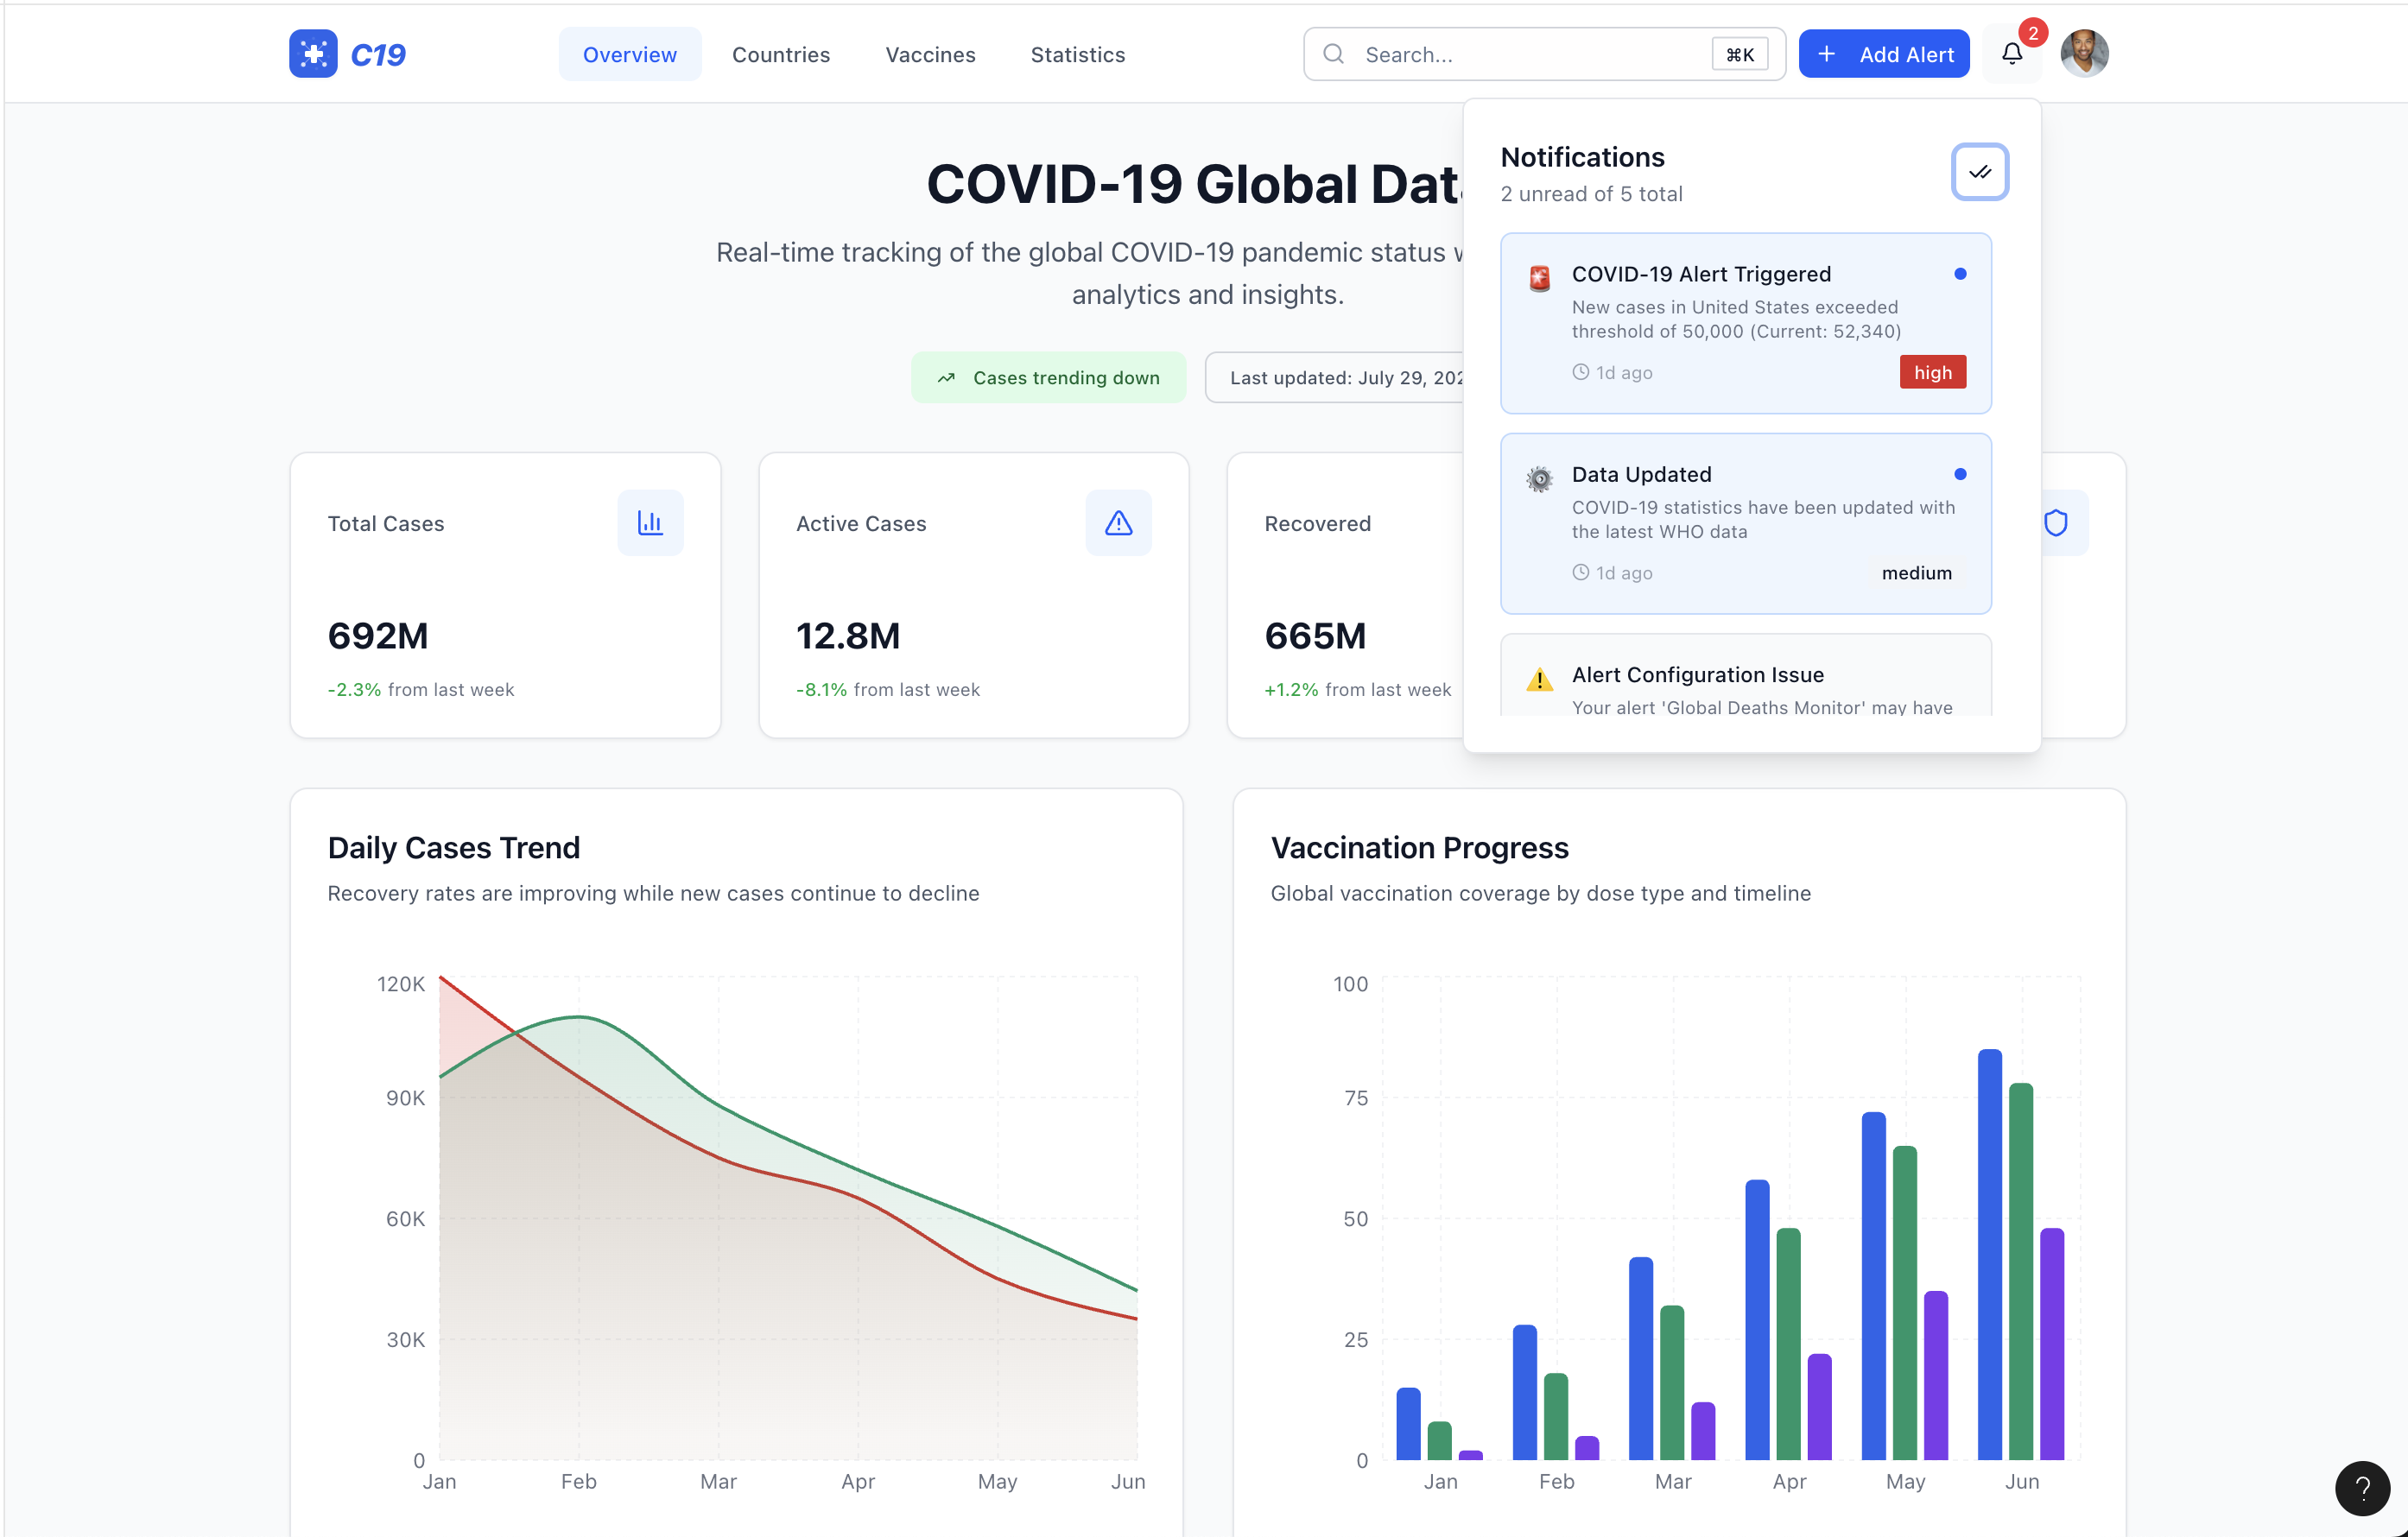 C19
Overview
Countries
Vaccines
Statistics
Search...
⌘K
Add Alert
2
COVID-19 Global Dat
Real-time tracking of the global COVID-19 pandemic status
analytics and insights.
Cases trending down
Last updated: July 29, 202
Notifications
2 unread of 5 total
COVID-19 Alert Triggered
New cases in United States exceeded
threshold of 50,000 (Current: 52,340)
1d ago
high
Data Updated
COVID-19 statistics have been updated with
the latest WHO data
1d ago
medium
Alert Configuration Issue
Your alert 'Global Deaths Monitor' may have
Total Cases
692M
-2.3% from last week
Active Cases
12.8M
-8.1% from last week
Recovered
665M
+1.2% from last week
Daily Cases Trend
Recovery rates are improving while new cases continue to decline
120K
90K
60K
30K
0
Jan
Feb
Mar
Apr
May
Jun
Vaccination Progress
Global vaccination coverage by dose type and timeline
100
75
50
25
0
Jan
Feb
Mar
Apr
May
Jun
?